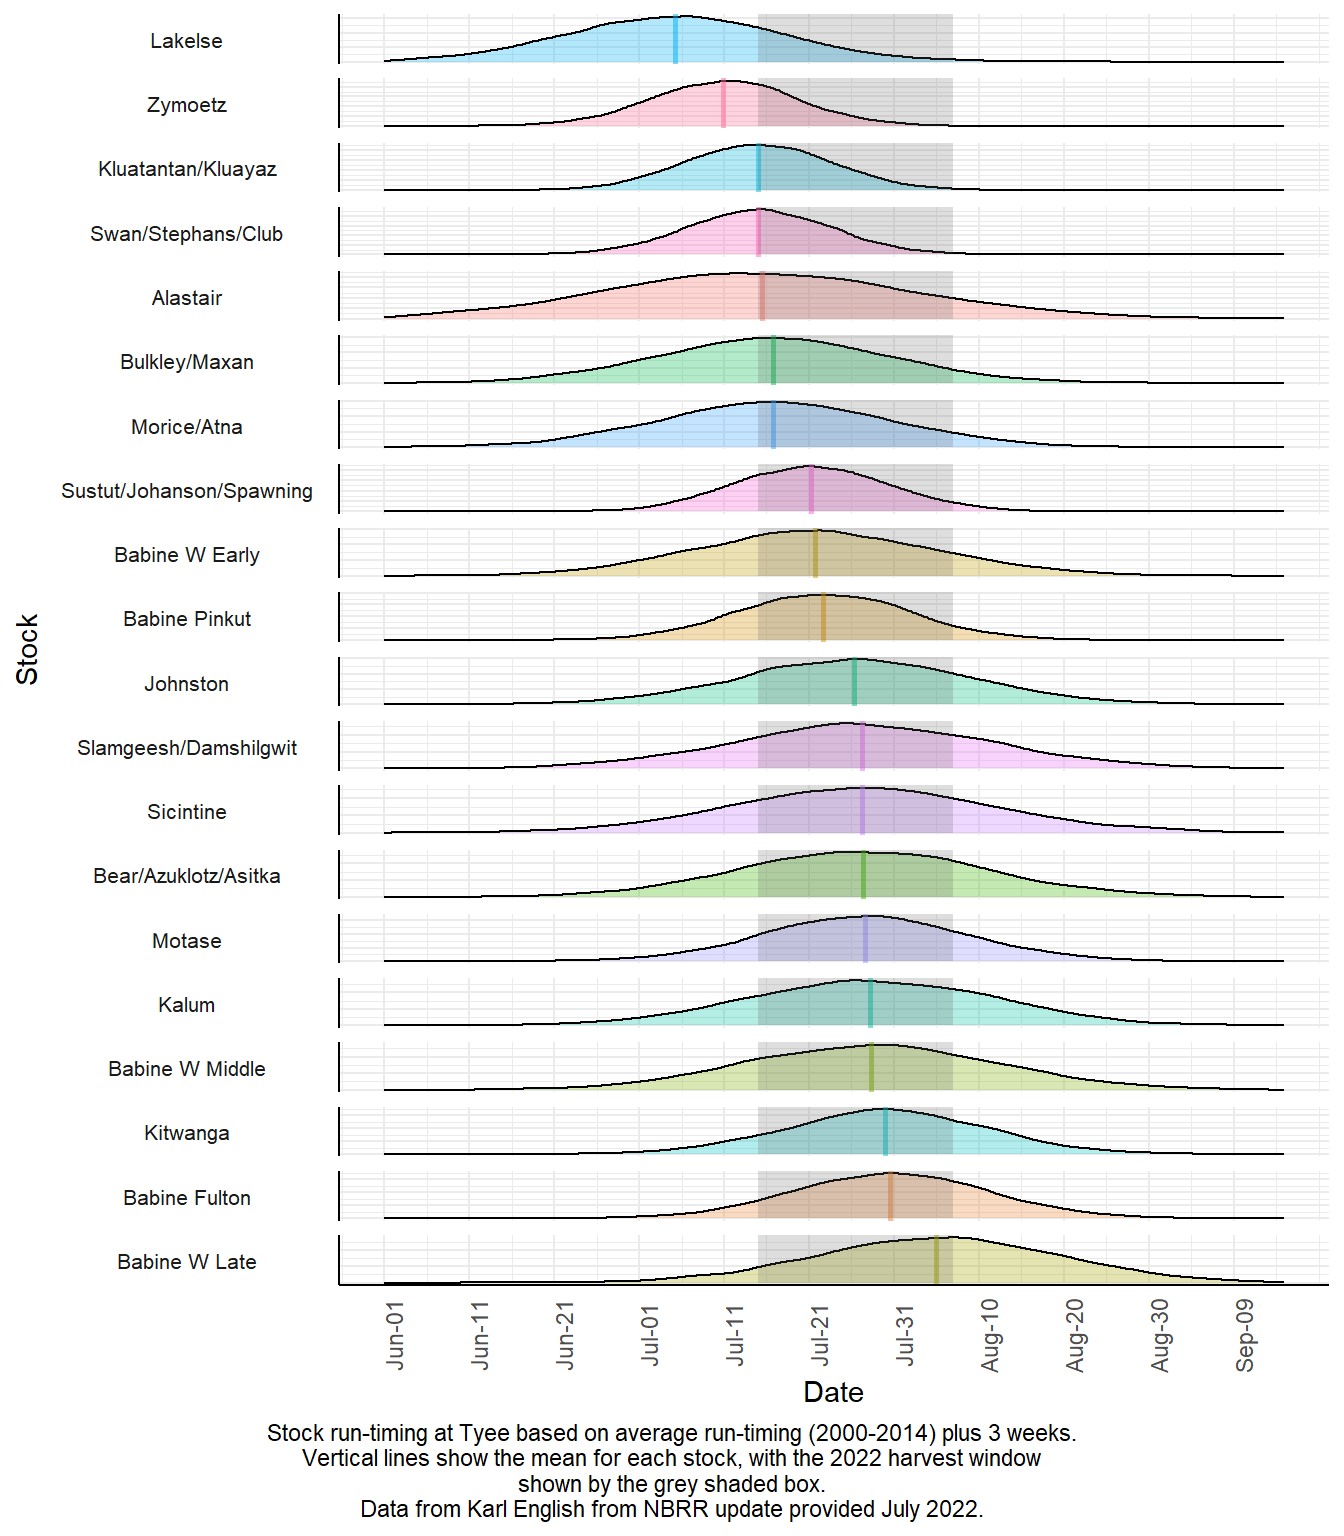 Lakelse
Zymoetz
Kluatantan/Kluayaz
Swan/Stephans/Club
Alastair
Bulkley/Maxan
Morice/Atna
Sustut/Johanson/Spawning
Babine W Early
Babine Pinkut
Johnston
Slamgeesh/Damshilgwit
Sicintine
Bear/Azuklotz/Asitka
Motase
Kalum
Babine W Middle
Kitwanga
Babine Fulton
Babine W Late
Stock
Jun-01
Jun-11
Jun-21
Jul-01
Jul-11
Jul-21
Jul-31
Aug-10
Aug-20
Aug-30
Sep-09
Date
Stock run-timing at Tyee based on average run-timing (2000-2014) plus 3 weeks.
Vertical lines show the mean for each stock, with the 2022 harvest window
shown by the grey shaded box.
Data from Karl English from NBRR update provided July 2022.